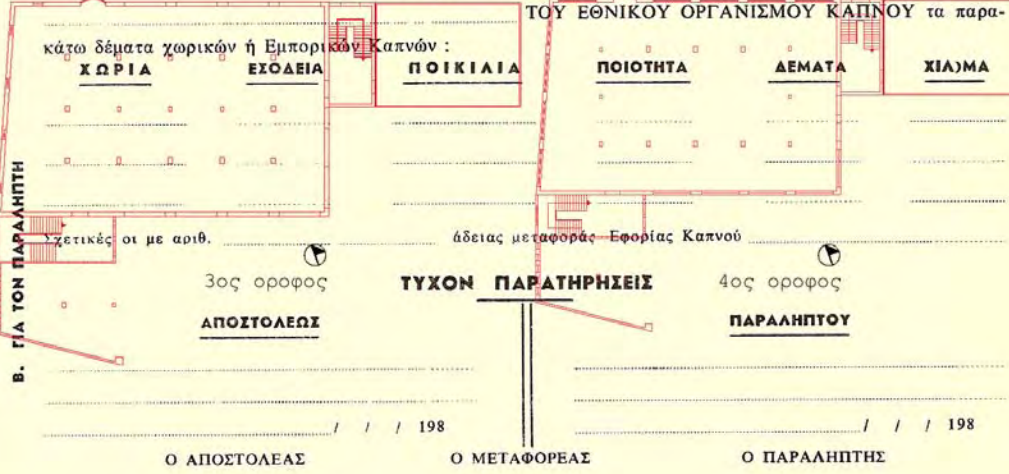 ΤΟΥ ΕΘΝΙΚΟΥ ΟΡΓΑΝΙΣΜΟΥ ΚΑΠΝΟΥ τα παρα-
κάτω δέματα χωρικών ή Εμπορικών Καπνών :
ΧΩΡΙΑ ΕΣΟΔΕΙΑ ΠΟΙΚΙΛΙΑ ΠΟΙΟΤΗΤΑ ΔΕΜΑΤΑ ΧΙΛ)ΜΑ
Β. ΓΙΑ ΤΟΝ ΠΑΡΑΛΗΠΤΗ
Σχετικές οι με αριθ. άδειας μεταφοράς Εφορίας Καπνού
3ος οροφος ΤΥΧΟΝ ΠΑΡΑΤΗΡΗΣΕΙΣ 4ος οροφος
ΑΠΟΣΤΟΛΕΩΣ ΠΑΡΑΛΗΠΤΟΥ
/ / / 198 / / / 198
Ο ΑΠΟΣΤΟΛΕΑΣ Ο ΜΕΤΑΦΟΡΕΑΣ Ο ΠΑΡΑΛΗΠΤΗΣ